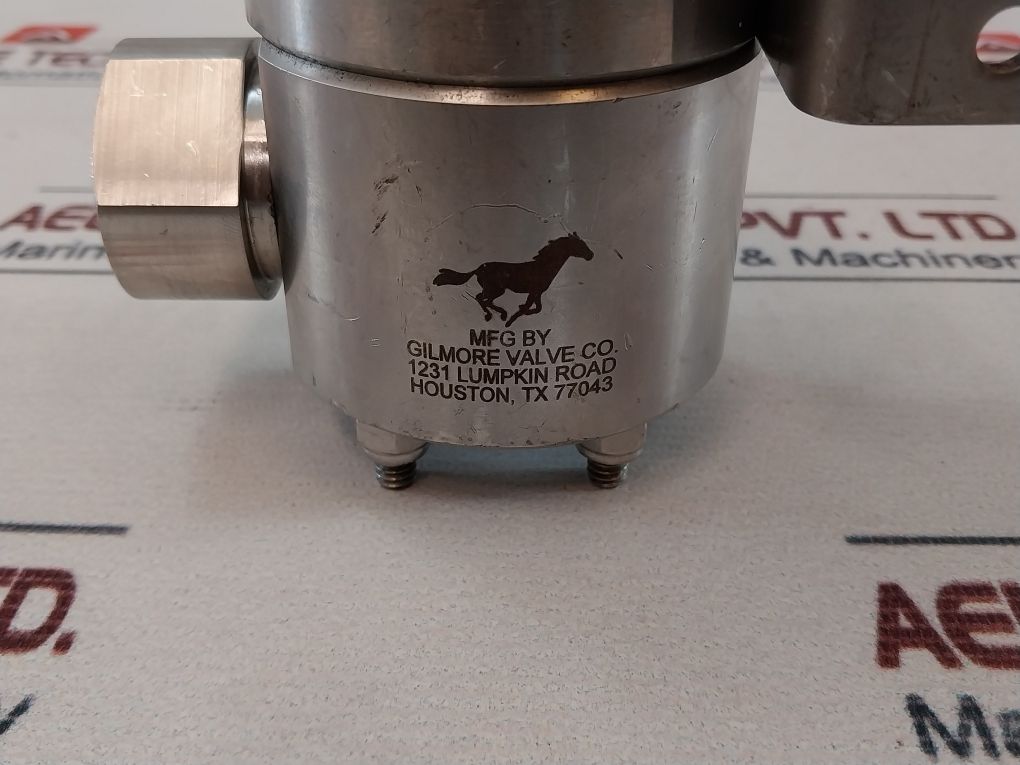 PVT. LTD
& Machiner
MFG BY
GILMORE VALVE CO.
1231 LUMPKIN ROAD
HOUSTON, TX 77043